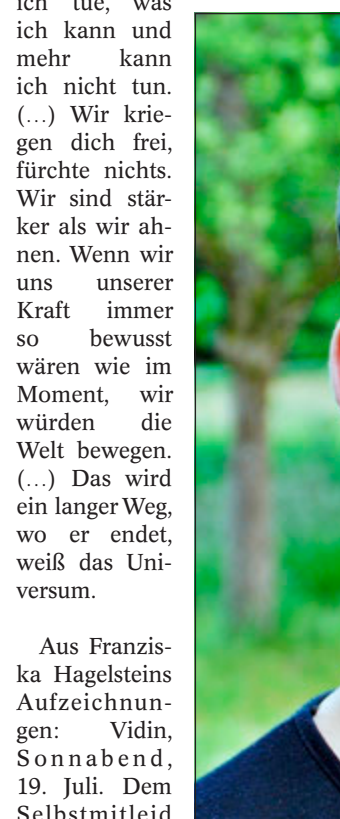 ich tue, was
ich kann und
mehr kann
ich nicht tun.
(…) Wir krie-
gen dich frei,
fürchte nichts.
Wir sind stär-
ker als wir ah-
nen. Wenn wir
uns unserer
Kraft immer
so bewusst
wären wie im
Moment, wir
würden die
Welt bewegen.
(…) Das wird
ein langer Weg,
wo er endet,
weiß das Uni-
versum.
Aus Franzis-
ka Hagelsteins
Aufzeichnun-
gen: Vidin,
Sonnabend,
19. Juli. Dem
Selbstmitleid